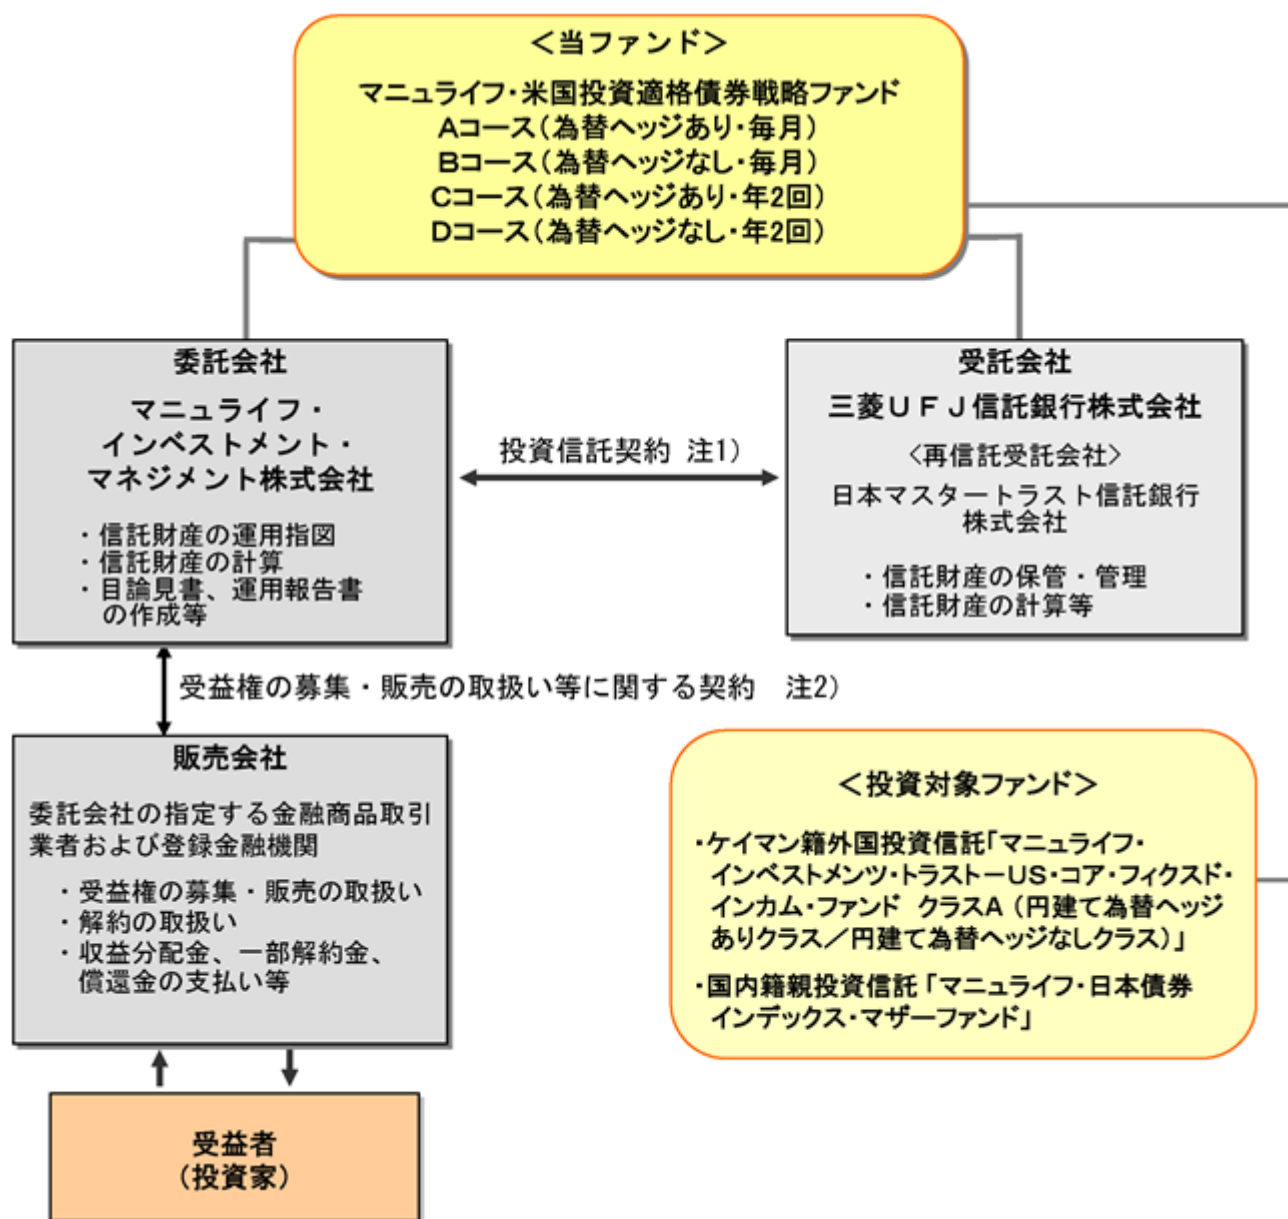 ＜当ファンド＞
マニュライフ・米国投資適格債券戦略ファンド
Aコース（為替ヘッジあり・毎月）
Bコース（為替ヘッジなし・毎月）
Cコース（為替ヘッジあり・年2回）
Dコース（為替ヘッジなし・年2回）
委託会社
マニュライフ・
インベストメント・
マネジメント株式会社
・信託財産の運用指図
・信託財産の計算
・目論見書、運用報告書
の作成等
投資信託契約 注1）
受託会社
三菱ＵＦＪ信託銀行株式会社
〈再信託受託会社〉
日本マスタートラスト信託銀行
株式会社
・信託財産の保管・管理
・信託財産の計算等
受益権の募集・販売の取扱い等に関する契約　注2）
販売会社
委託会社の指定する金融商品取引
業者および登録金融機関
・受益権の募集・販売の取扱い
・解約の取扱い
・収益分配金、一部解約金、
償還金の支払い等
＜投資対象ファンド＞
・ケイマン籍外国投資信託「マニュライフ・
インベストメンツ・トラストーUS・コア・フィクスド・
インカム・ファンド クラスA （円建て為替ヘッジ
ありクラス／円建て為替ヘッジなしクラス）」
・国内籍親投資信託 「マニュライフ・日本債券
インデックス・マザーファンド」
受益者
（投資家）